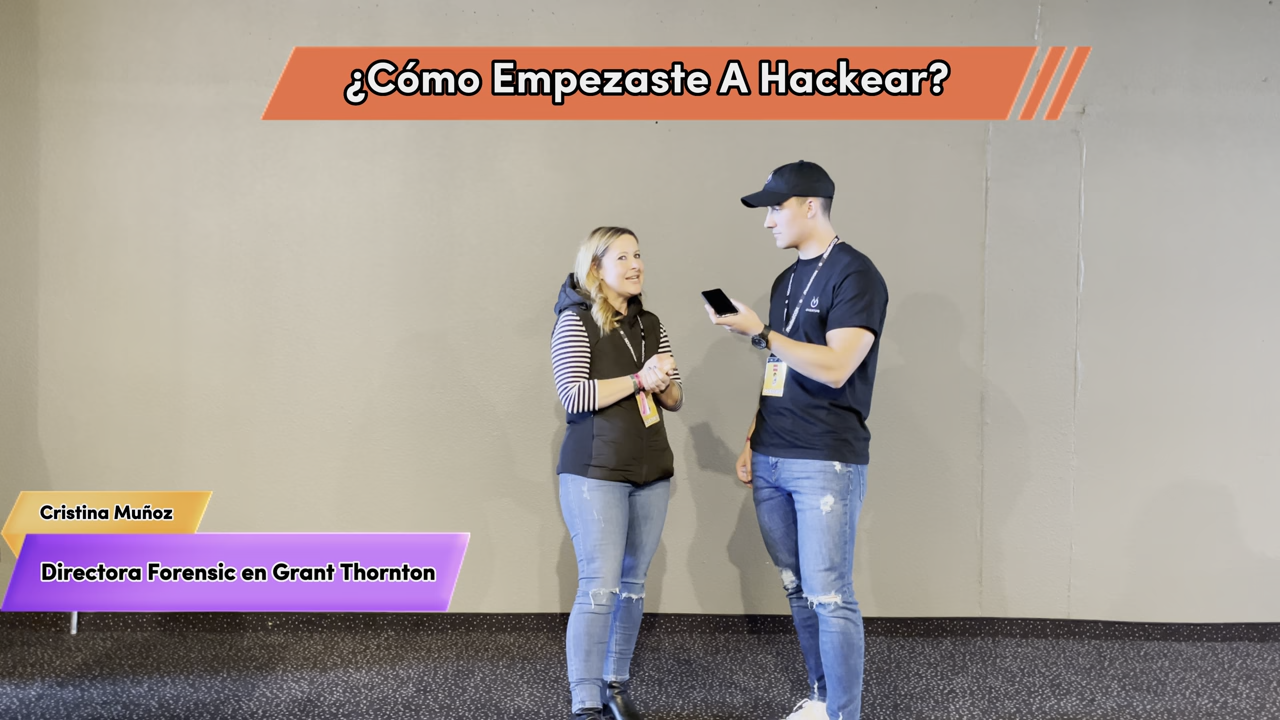 ¿Cómo Empezaste A Hackear?
Cristina Muñoz
Directora Forensic en Grant Thornton